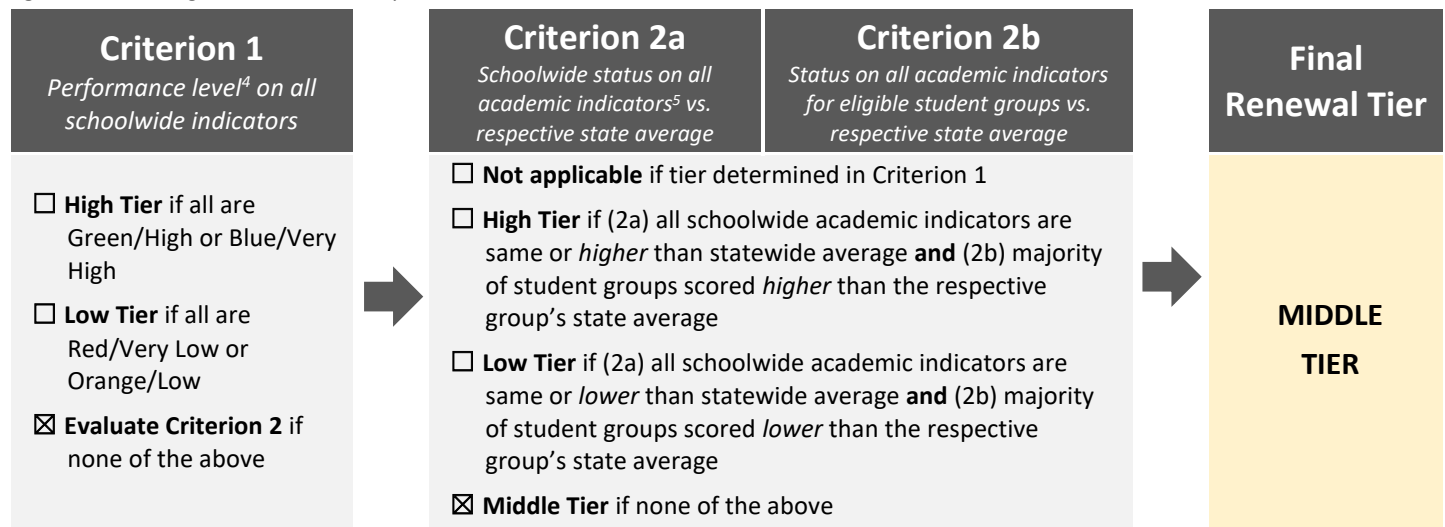 Criterion 1
Performance level4 on all
schoolwide indicators
Criterion 2a
Schoolwide status on all
academic indicators5 vs.
respective state average
Criterion 2b
Status on all academic indicators
for eligible student groups vs.
respective state average
Final
Renewal Tier
☐ High Tier if all are
Green/High or Blue/Very
High
☐ Low Tier if all are
Red/Very Low or
Orange/Low
☒ Evaluate Criterion 2 if
none of the above
☐ Not applicable if tier determined in Criterion 1
☐ High Tier if (2a) all schoolwide academic indicators are
same or higher than statewide average and (2b) majority
of student groups scored higher than the respective
group's state average
☐ Low Tier if (2a) all schoolwide academic indicators are
same or lower than statewide average and (2b) majority
of student groups scored lower than the respective
group's state average
☒ Middle Tier if none of the above
MIDDLE
TIER